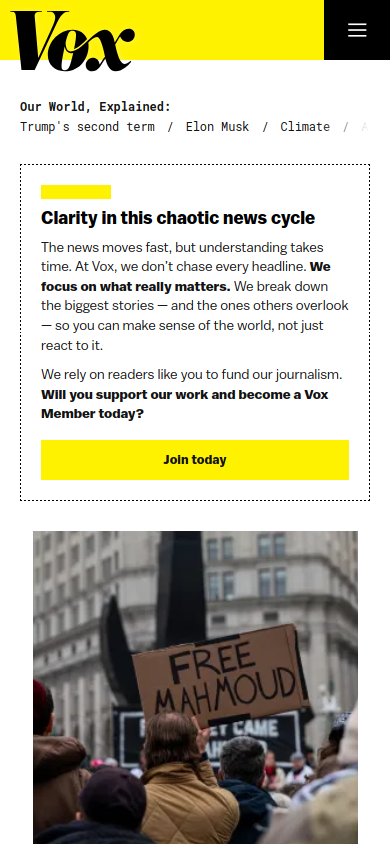 Vox
Our World, Explained:
Trump's second term / Elon Musk / Climate /
Clarity in this chaotic news cycle
The news moves fast, but understanding takes
time. At Vox, we don’t chase every headline. We
focus on what really matters. We break down
the biggest stories — and the ones others overlook
— so you can make sense of the world, not just
react to it.
We rely on readers like you to fund our journalism.
Will you support our work and become a Vox
Member today?
Join today
FREE
MAHMOUD
CAME